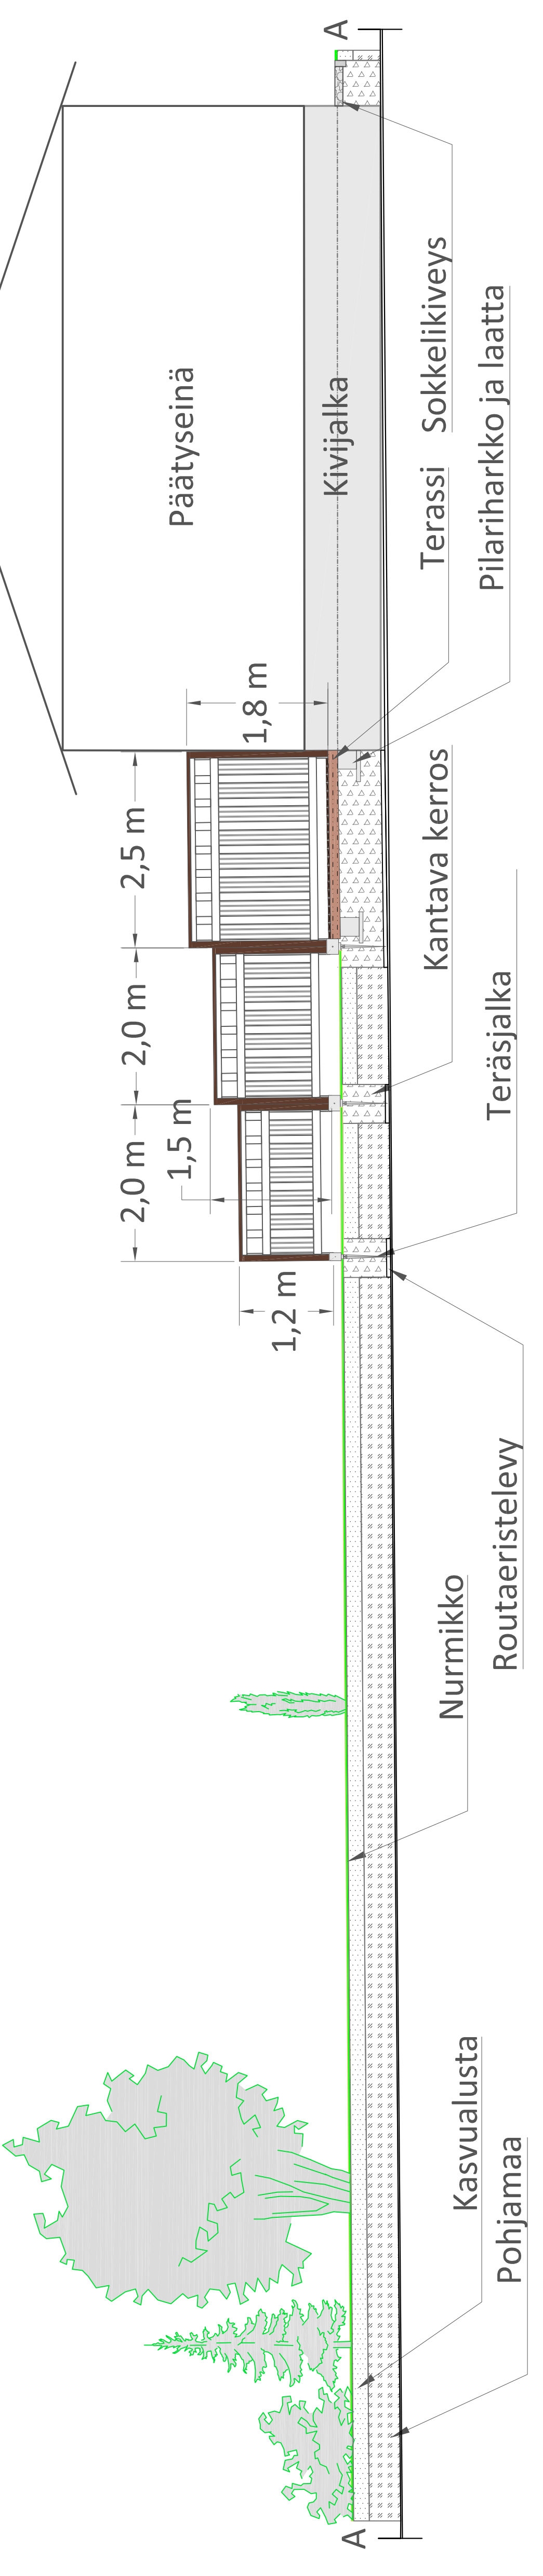 A
Kasvualusta
Pohjamaa
Nurmikko
Routaeristelevy
1,2 m
2,0 m
1,5 m
2,0 m
2,5 m
1,8 m
Teräsjalka
Kantava kerros
Terassi
Pilariharkko ja laatta
Sokkelikiveys
Päätyseinä
Kivijalka
A